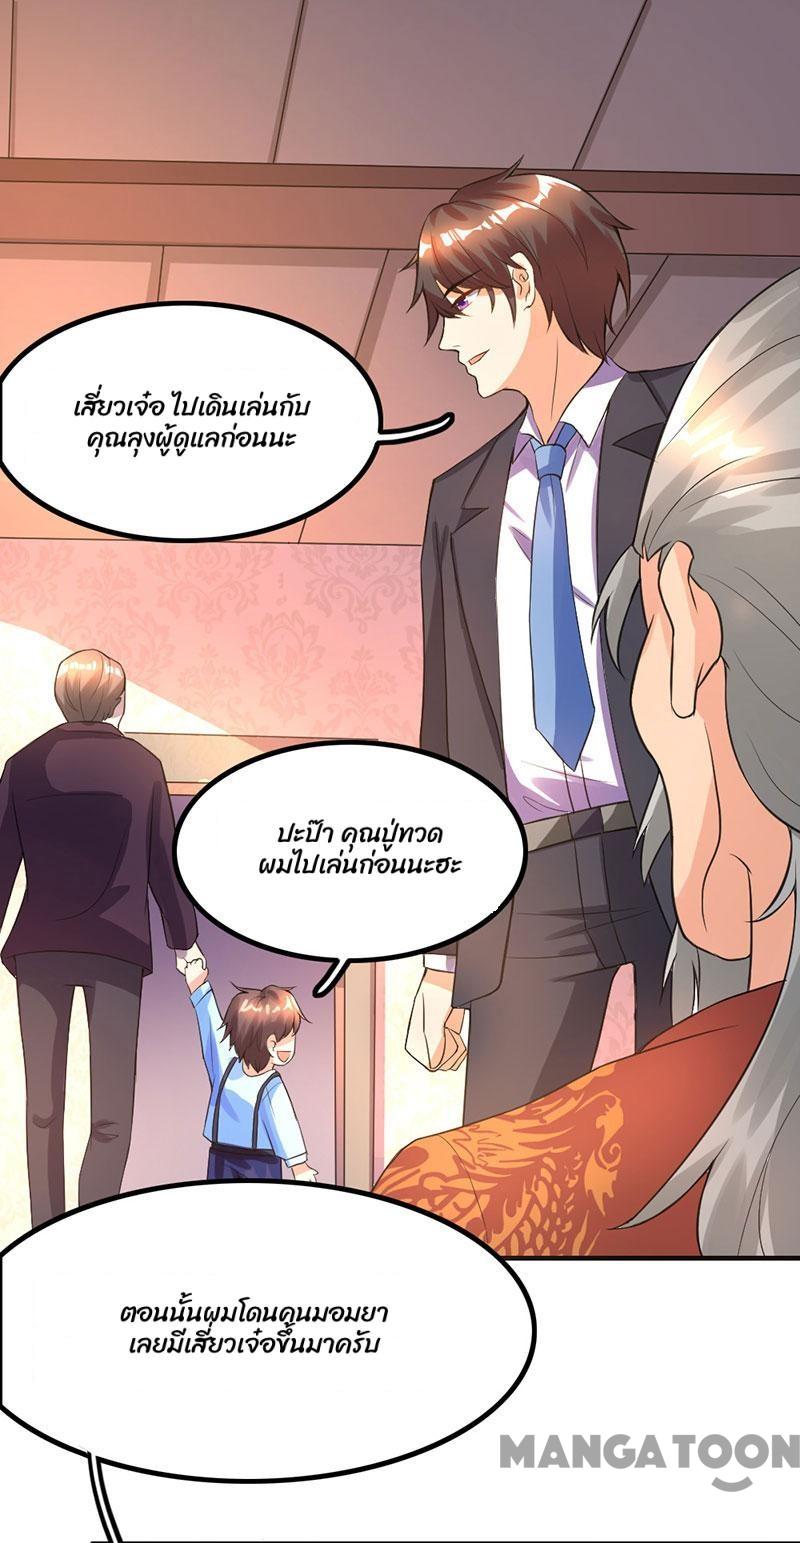 เสี่ยวเจ๋อ ไปเดินเล่นกับ
คุณลุงผู้ดูแลก่อนนะ
ปะป๊า คุณปู่ทวด
ผมไปเล่นก่อนนะฮะ
ตอนนั้นผมโดนคนมอมยา
เลยมีเสี่ยวเจ๋อขึ้นมาครับ
MANGATOON